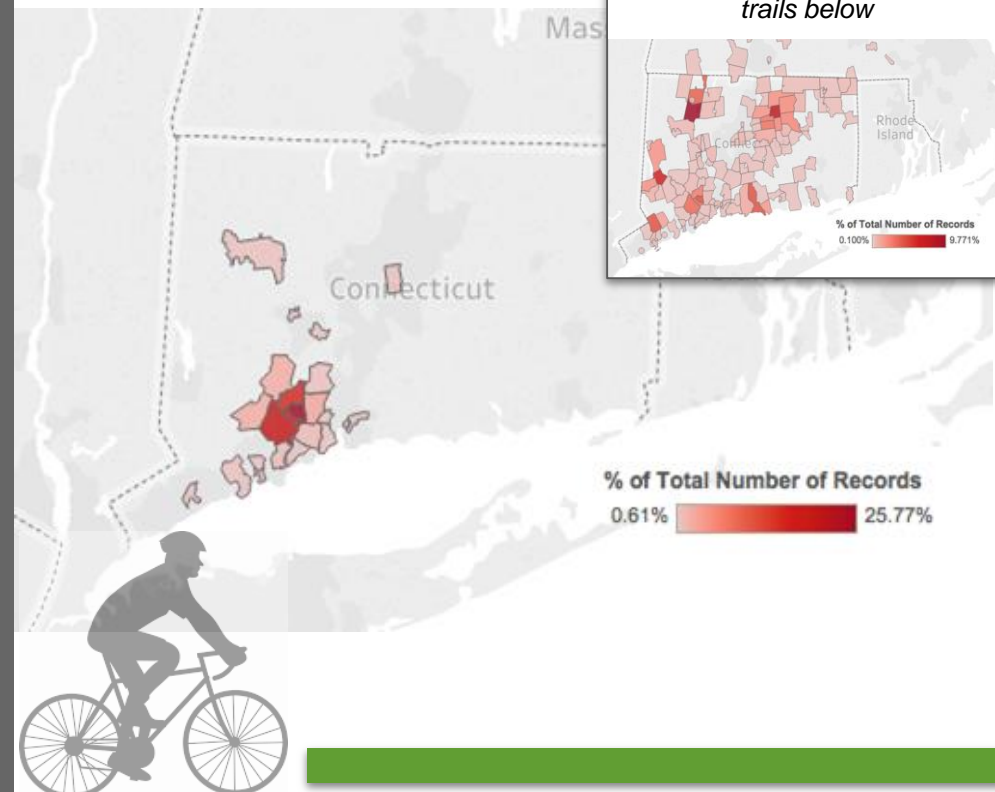 trails below
Mas
Rhode
Island
Connec
% of Total Number of Records
0.100% 9.771%
Connecticut
% of Total Number of Records
0.61% 25.77%